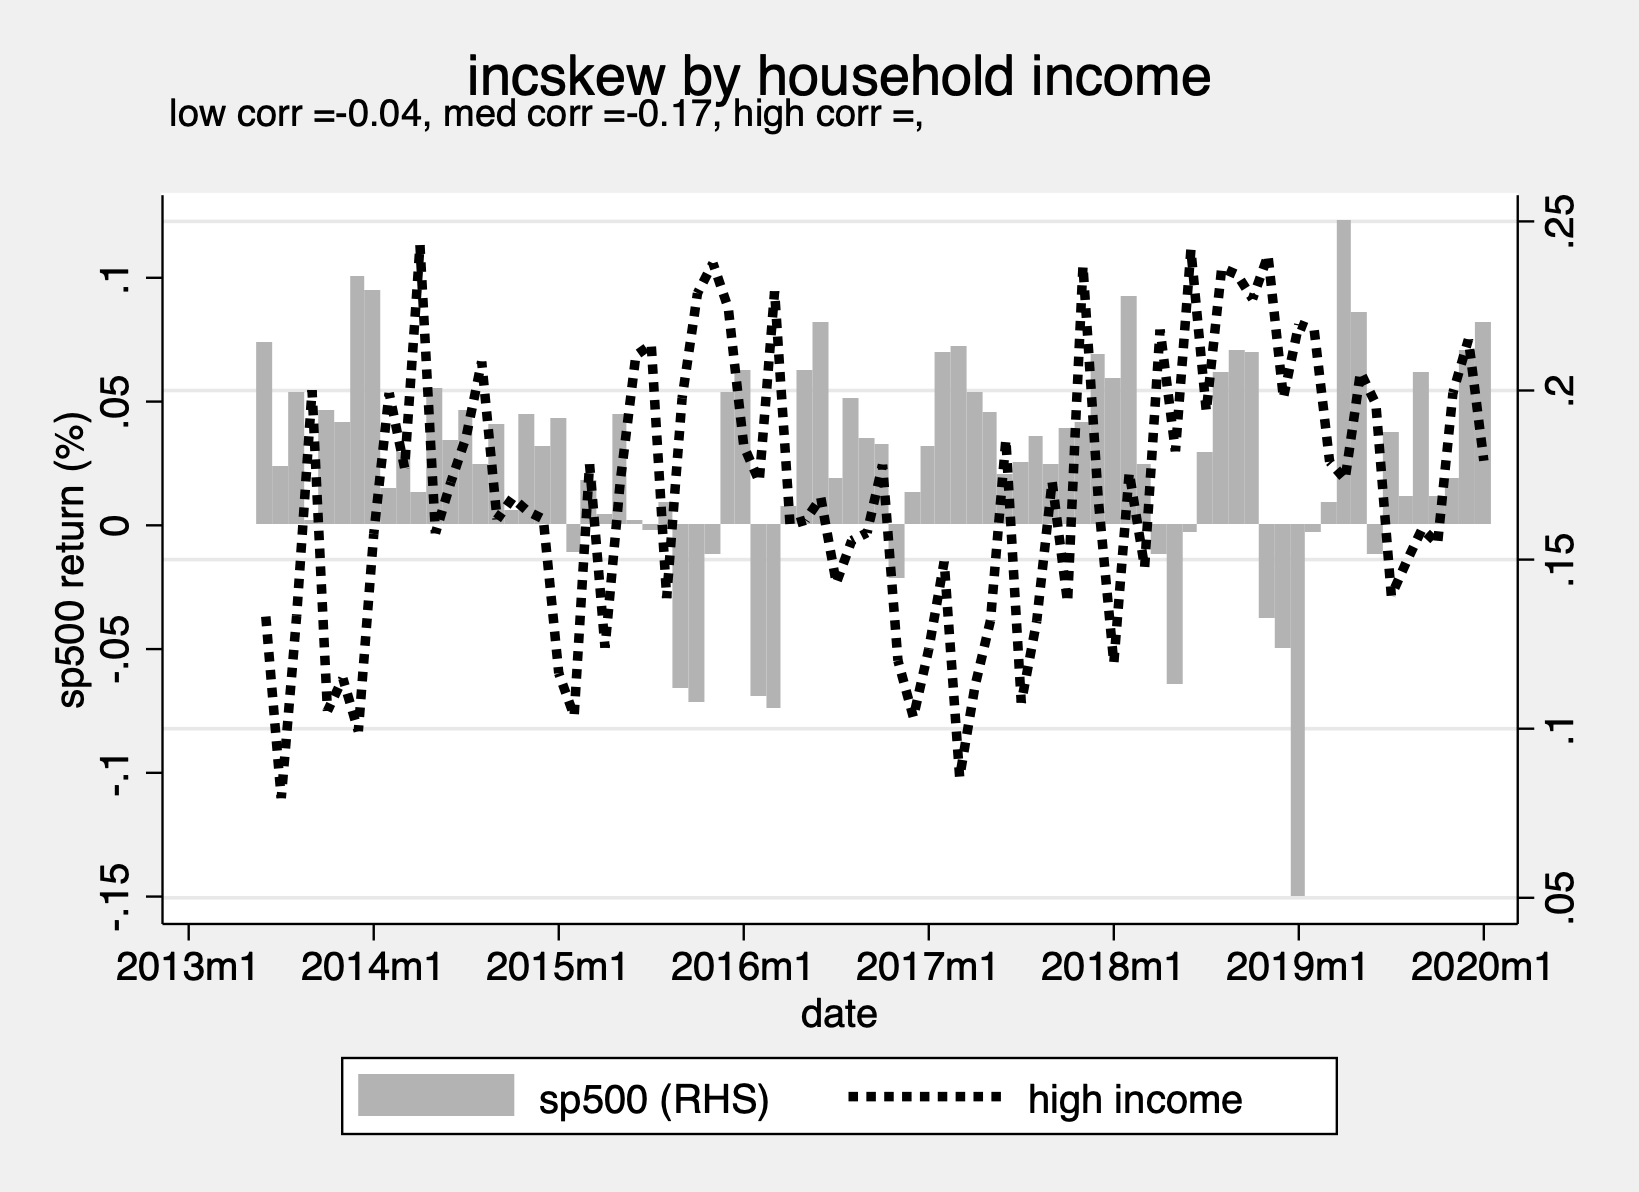 incskew by household income
low corr =-0.04, med corr =-0.17, high corr =,
sp500 return (%)
.1
.05
0
-.05
-.1
-.15
.25
.22
.15
.1
.05
2013m1 2014m1 2015m1 2016m1 2017m1 2018m1 2019m1 2020m1
date
sp500 (RHS) high income